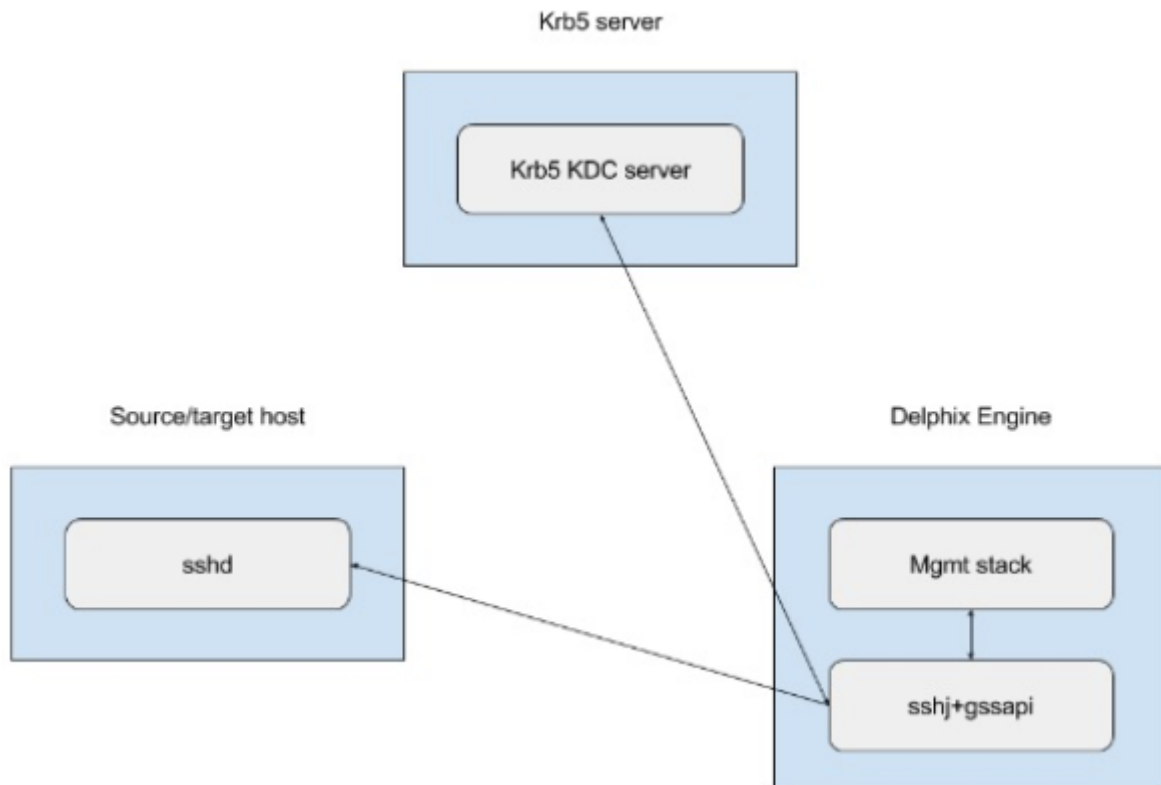 Krb5 server
Krb5 KDC server
Source/target host
Delphix Engine
sshd
Mgmt stack
sshj+gssapi